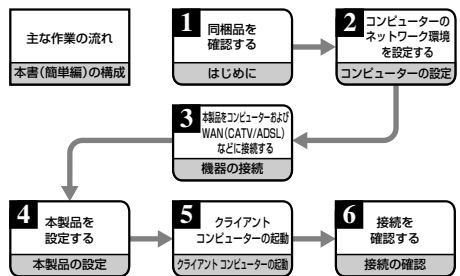 主な作業の流れ
本書(簡単編)の構成
1
同梱品を
確認する
はじめに
2
コンピューターの
ネットワーク環境
を設定する
コンピューターの設定
3
本製品をコンピューターおよび
WAN(CATV/ADSL)
などに接続する
機器の接続
4
本製品を
設定する
本製品の設定
5
クライアント
コンピューターの起動
クライアント コンピューターの起動
6
接続を
確認する
接続の確認